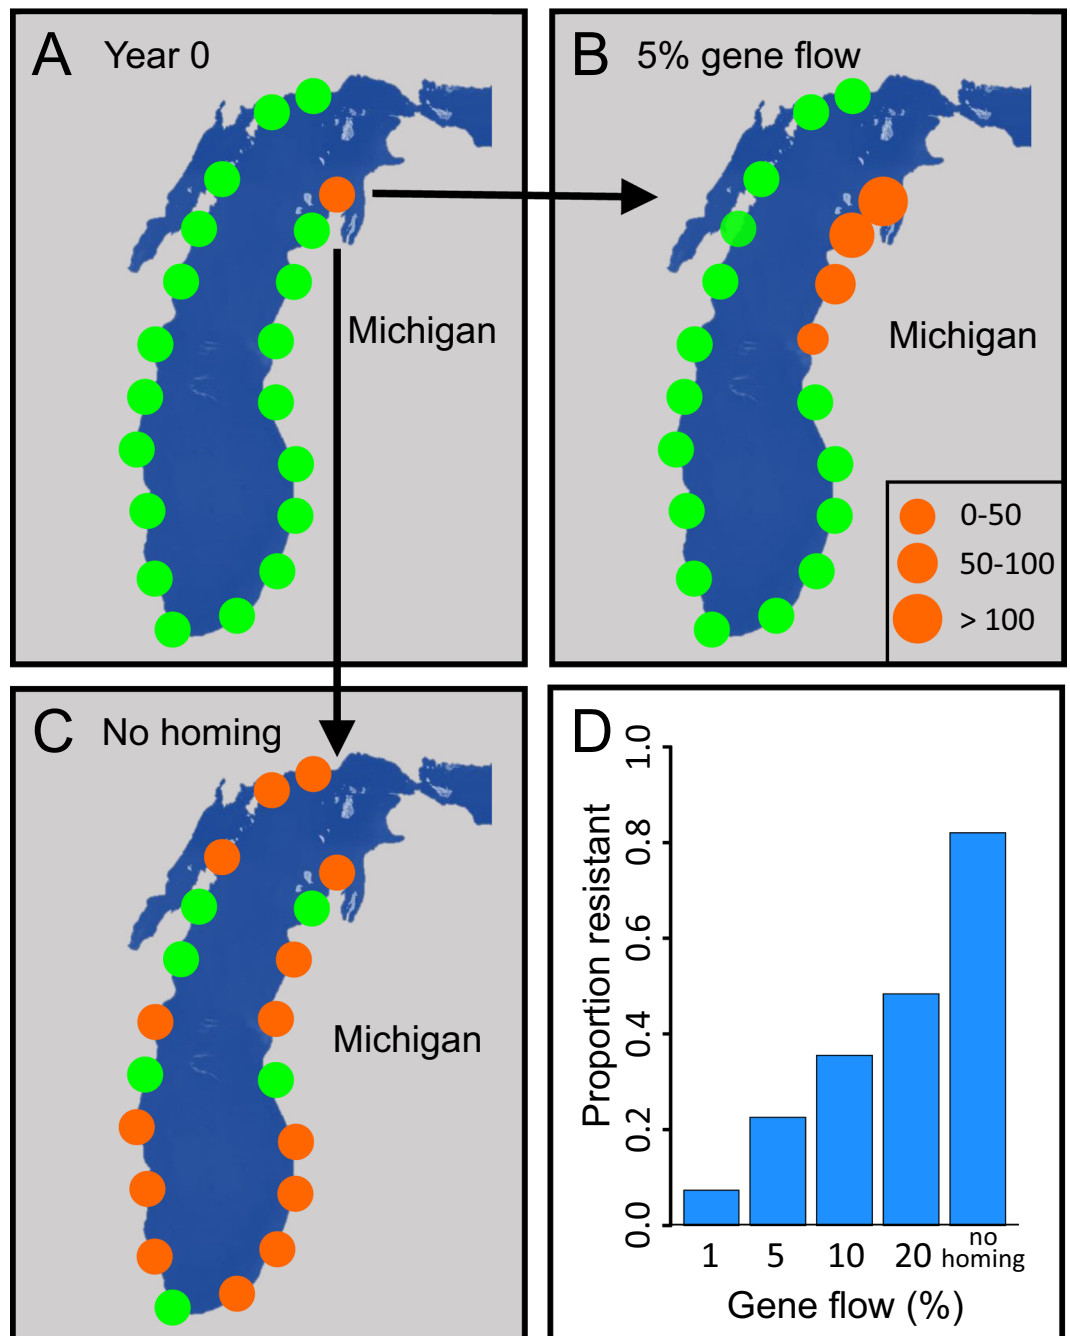 A Year 0
Michigan
B 5% gene flow
Michigan
0-50
50-100
> 100
C No homing
Michigan
D
Proportion resistant
1.0
0.8
0.6
0.4
0.2
0.0
1 5 10 20 no homing
Gene flow (%)